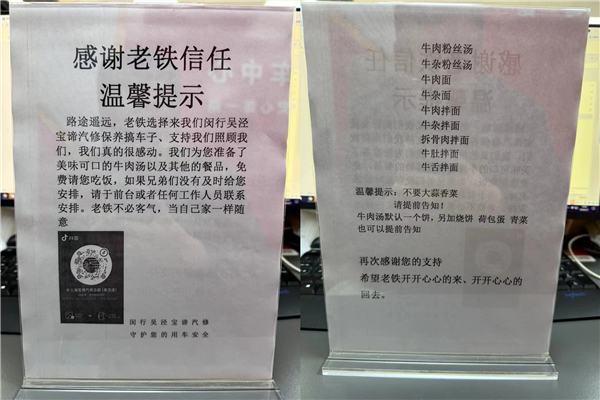 感谢老铁信任
温馨提示
路途遥远，老铁选择来我们闵行吴泾
宝谛汽修保养搞车子、支持我们照顾我
们，我们真的很感动。我们为您准备了
美味可口的牛肉汤以及其他的餐品，免
费请您吃饭，如果兄弟们没有及时给您
安排，请于前台或者任何工作人员联系
安排。老铁不必客气，当自己家一样随
意
抖音
闵行吴泾宝谛汽修
守护您的用车安全
牛肉粉丝汤
牛杂粉丝汤
牛肉面
牛杂面
牛肉拌面
牛杂拌面
拆骨肉拌面
牛肚拌面
牛舌拌面
温馨提示：不要大蒜香菜
请提前告知！
牛肉汤默认一个饼，另加烧饼 荷包蛋 青菜
也可以提前告知
再次感谢您的支持
希望老铁开开心心的来、开开心心的
回去。